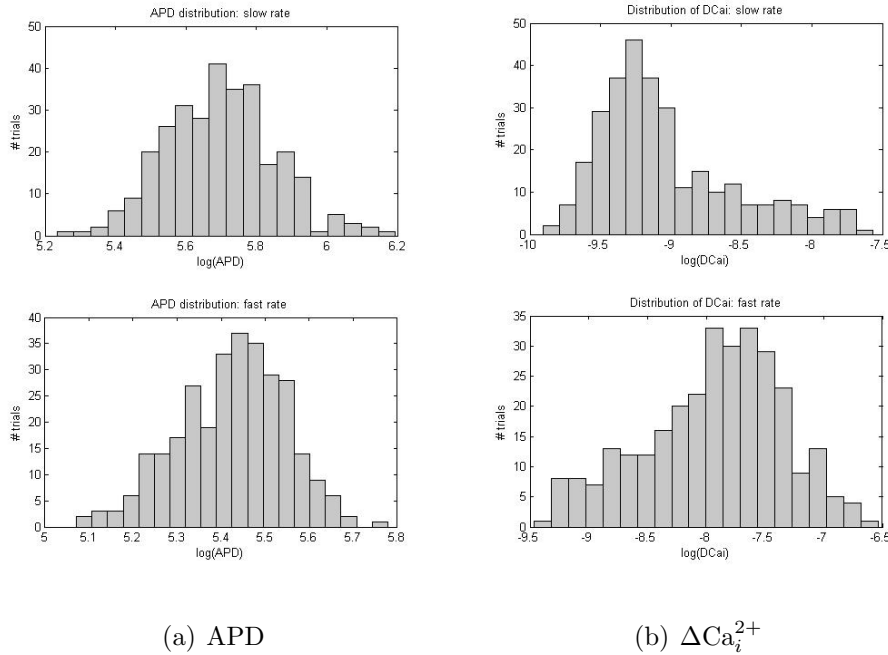 APD distribution: slow rate
50
40
30
20
10
0
# trials
5.2 5.4 5.6 5.8 6 6.2
log(APD)
Distribution of DCai: slow rate
50
40
30
20
10
0
# trials
-10 -9.5 -9 -8.5 -8 -7.5
log(DCai)
APD distribution: fast rate
40
35
30
25
20
15
10
5
0
# trials
5 5.1 5.2 5.3 5.4 5.5 5.6 5.7 5.8
log(APD)
Distribution of DCai: fast rate
35
30
25
20
15
10
5
0
# trials
-9.5 -9 -8.5 -8 -7.5 -7 -6.5
log(DCai)
(a) APD
(b) ΔCa_i^{2+}